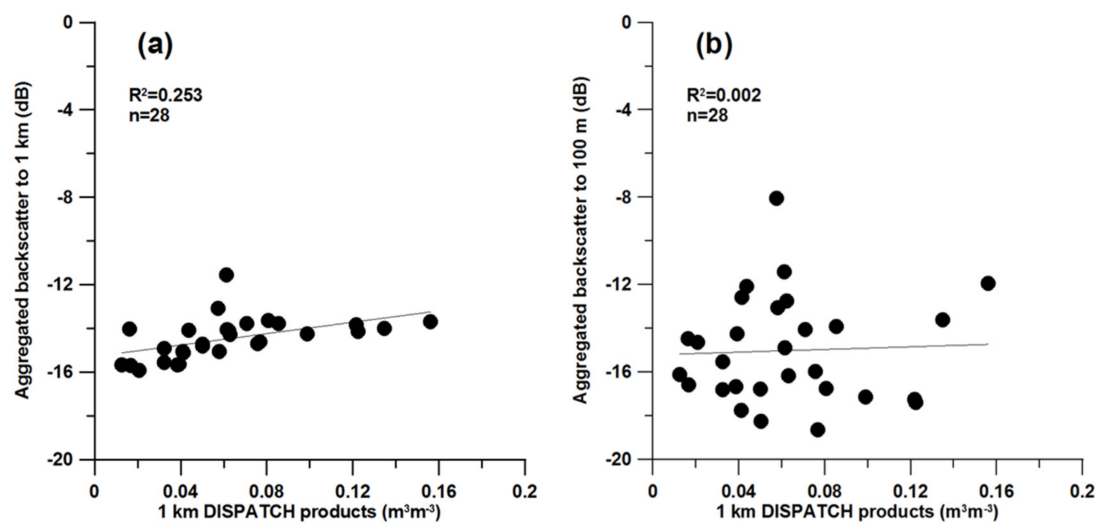 (a)
R²=0.253
n=28
0
-4
-8
-12
-16
-20
Aggregated backscatter to 1 km (dB)
0 0.04 0.08 0.12 0.16 0.2
1 km DISPATCH products (m³m-³)
(b)
R²=0.002
n=28
0
-4
-8
-12
-16
-20
Aggregated backscatter to 100 m (dB)
0 0.04 0.08 0.12 0.16 0.2
1 km DISPATCH products (m³m-³)